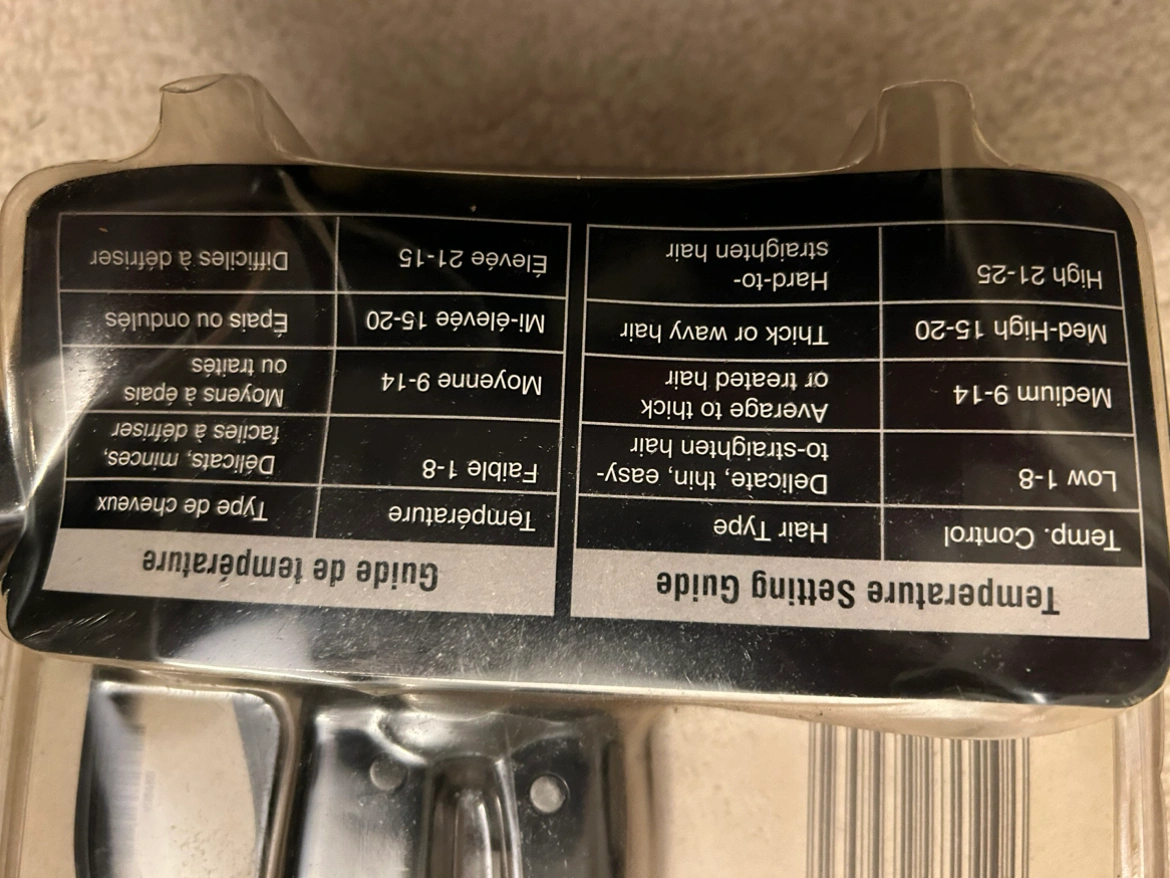 Temperature Setting Guide
Temp. Control
Hair Type
Low 1-8
Delicate, thin, easy-
to-straighten hair
Medium 9-14
Average to thick
or treated hair
Med-High 15-20
Thick or wavy hair
High 21-25
Hard-to-
straighten hair
Guide de température
Température
Type de cheveux
Faible 1-8
Délicats, minces,
faciles à défriser
Moyenne 9-14
Moyens à épais
ou traités
Mi-élevée 15-20
Épais ou ondulés
Élevée 21-15
Difficiles à défriser